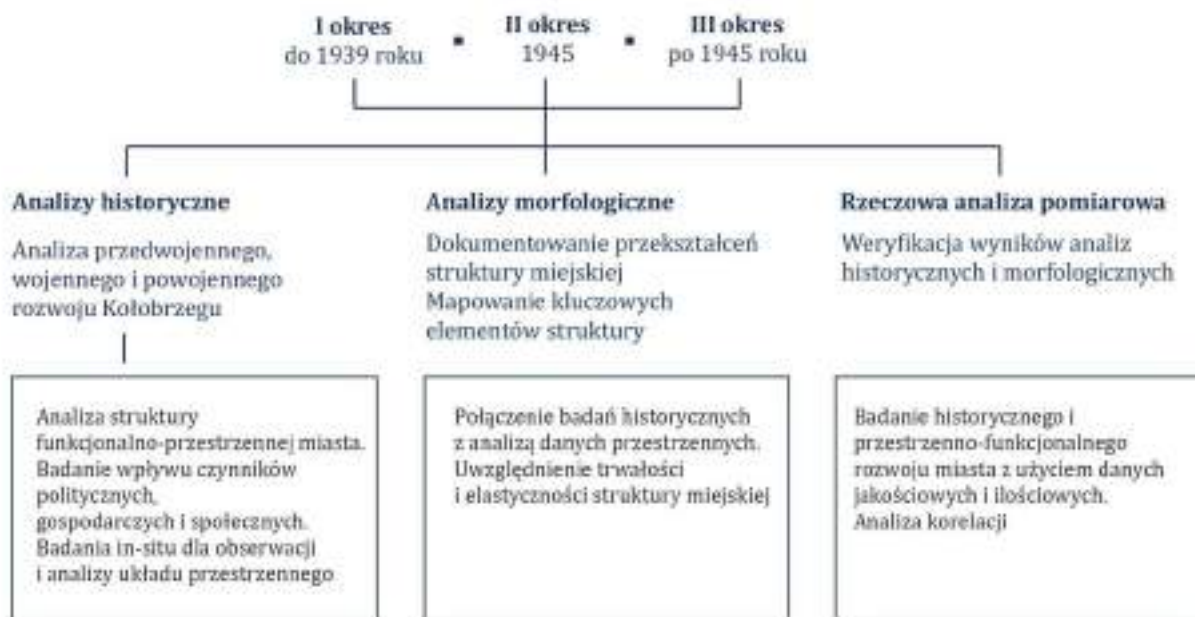 I okres
do 1939 roku
II okres
1945
III okres
po 1945 roku
Analizy historyczne
Analiza przedwojennego,
wojennego i powojennego
rozwoju Kołobrzegu
Analiza struktury
funkcjonalno-przestrzennej miasta.
Badanie wpływu czynników
politycznych,
gospodarczych i społecznych.
Badania in-situ dla obserwacji
i analizy układu przestrzennego
Analizy morfologiczne
Dokumentowanie przekształceń
struktury miejskiej
Mapowanie kluczowych
elementów struktury
Połączenie badań historycznych
z analizą danych przestrzennych.
Uwzględnienie trwałości
i elastyczności struktury miejskiej
Rzeczowa analiza pomiarowa
Weryfikacja wyników analiz
historycznych i morfologicznych
Badanie historycznego i
przestrzenno-funkcjonalnego
rozwoju miasta z użyciem danych
jakościowych i ilościowych.
Analiza korelacji